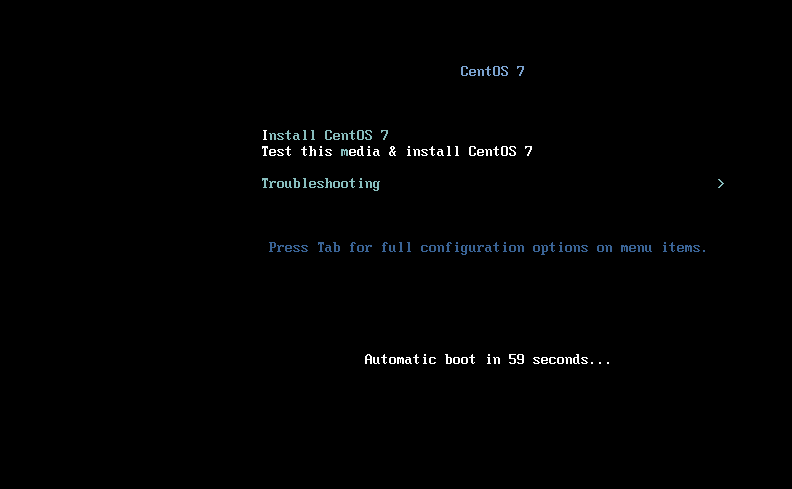 CentOS 7
Install CentOS 7
Test this media & install CentOS 7
Troubleshooting >
Press Tab for full configuration options on menu items.
Automatic boot in 59 seconds...